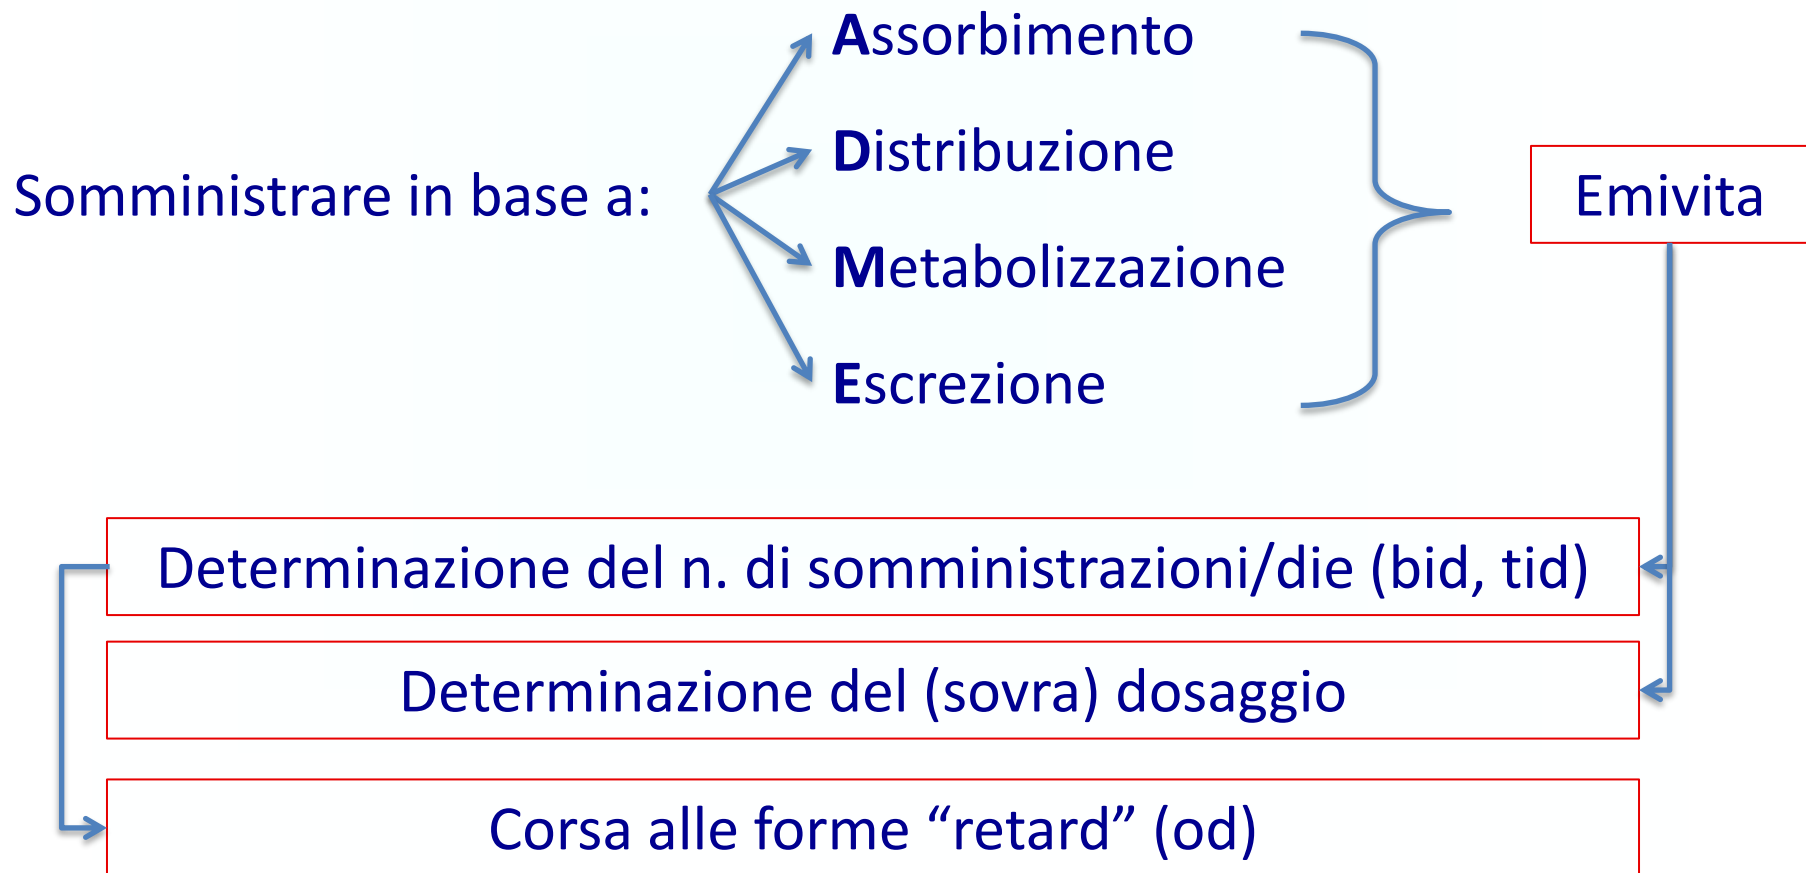 Assorbimento
Distribuzione
Somministrare in base a:
Emivita
Metabolizzazione
Escrezione
Determinazione del n. di somministrazioni/die (bid, tid)
Determinazione del (sovra) dosaggio
Corsa alle forme “retard” (od)